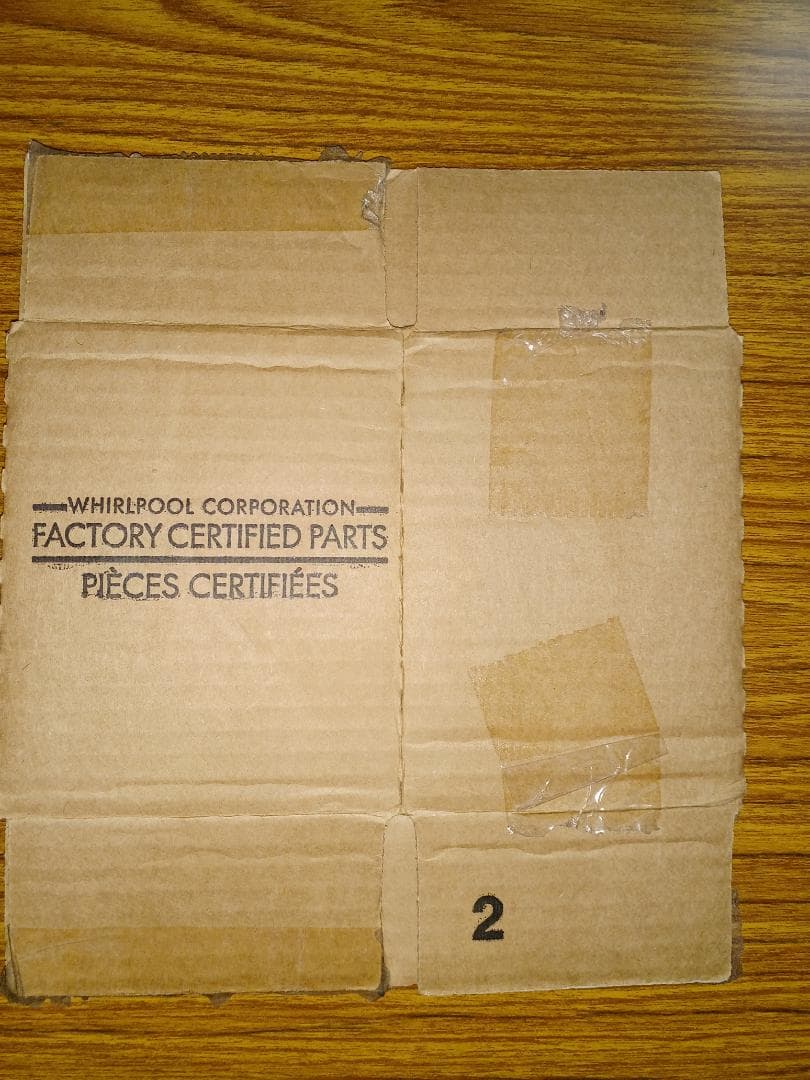 WHIRLPOOL CORPORATION
FACTORY CERTIFIED PARTS
PIÈCES CERTIFIÉES
2